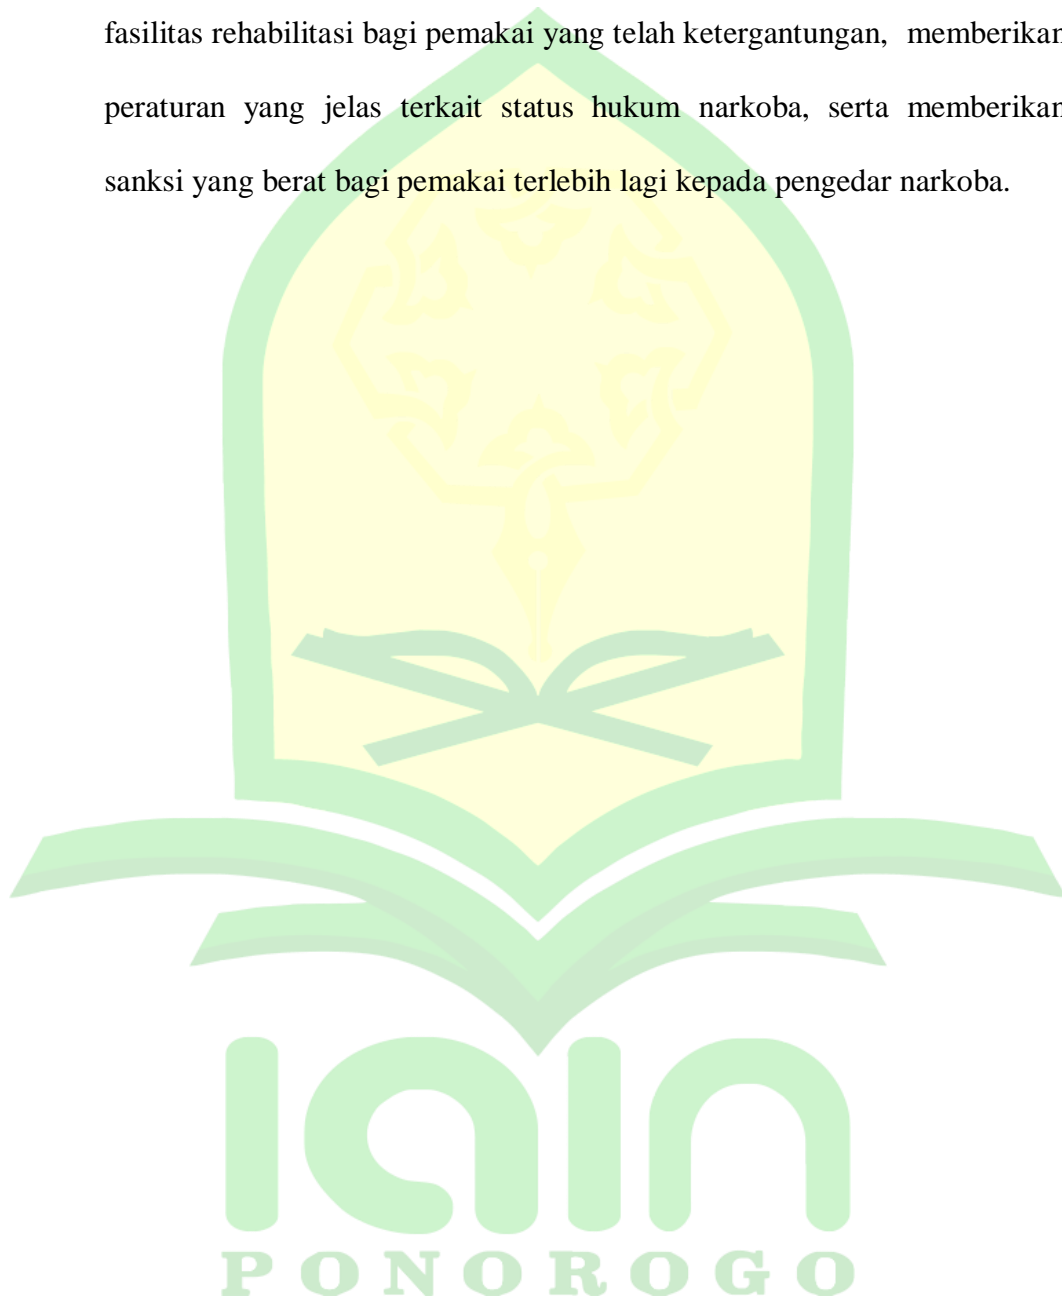 fasilitas rehabilitasi bagi pemakai yang telah ketergantungan, memberikan
peraturan yang jelas terkait status hukum narkoba, serta memberikan
sanksi yang berat bagi pemakai terlebih lagi kepada pengedar narkoba.
iain
PONOROGO